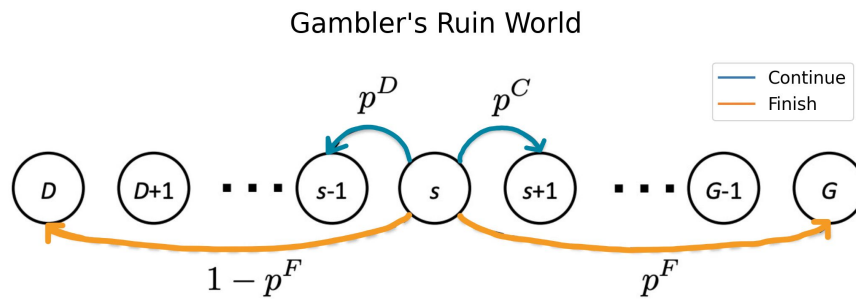 Gambler's Ruin World
Continue
Finish
p^D
p^C
D
D+1
s-1
s
s+1
G-1
G
1 − p^F
p^F